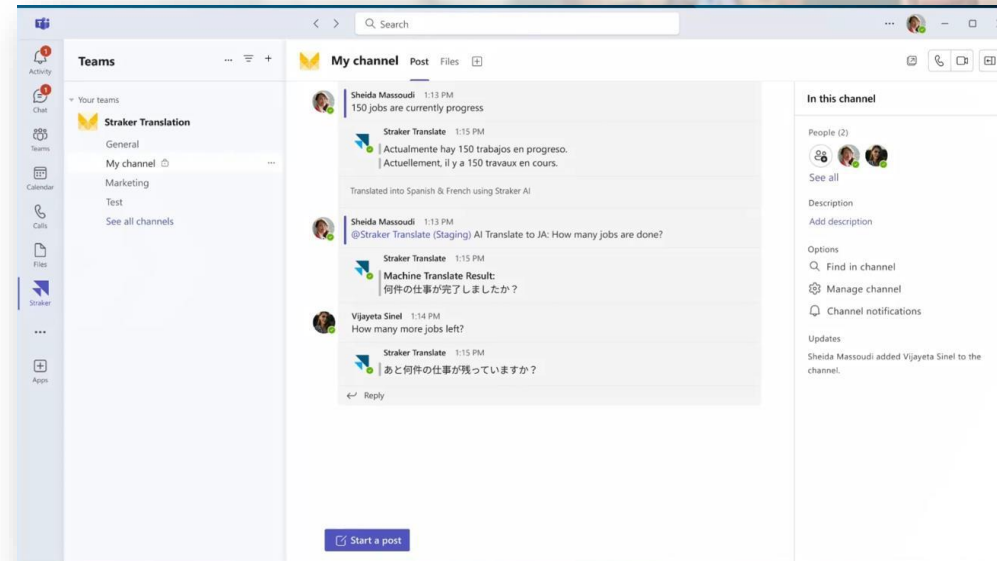 Search
1
Activity
1
Chat
Teams
Calendar
Calls
Files
Straker
Apps
Teams
Your teams
Straker Translation
General
My channel
Marketing
Test
See all channels
My channel Post Files
Sheida Massoudi 1:13 PM
150 jobs are currently progress
Straker Translate 1:15 PM
Actualmente hay 150 trabajos en progreso.
Actuellement, il y a 150 travaux en cours.
Translated into Spanish & French using Straker AI
Sheida Massoudi 1:13 PM
@Straker Translate (Staging) AI Translate to JA: How many jobs are done?
Straker Translate 1:15 PM
Machine Translate Result:
何件の仕事が完了しましたか？
Vijayeta Sinel 1:14 PM
How many more jobs left?
Straker Translate 1:15 PM
あと何件の仕事が残っていますか？
Reply
Start a post
In this channel
People (2)
See all
Description
Add description
Options
Find in channel
Manage channel
Channel notifications
Updates
Sheida Massoudi added Vijayeta Sinel to the
channel.